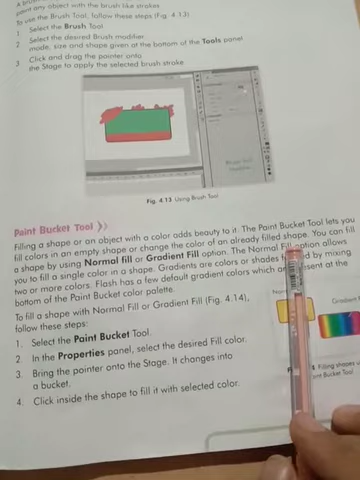 paint any object with the brush like strokes
To use the Brush Tool, follow these steps (Fig. 4.13)
1 Select the Brush Tool
2 Select the desired Brush modifier
mode, size and shape given at the bottom of the Tools panel
3 Click and drag the pointer onto
the Stage to apply the selected brush stroke
Fig. 4.13 Using Brush Tool
Paint Bucket Tool
Filling a shape or an object with a color adds beauty to it. The Paint Bucket Tool lets you
fill colors in an empty shape or change the color of an already filled shape. You can fill
a shape by using Normal fill or Gradient Fill option. The Normal Fill option allows
you to fill a single color in a shape. Gradients are colors or shades by mixing
two or more colors. Flash has a few default gradient colors which are at the
bottom of the Paint Bucket color palette.
To fill a shape with Normal Fill or Gradient Fill (Fig. 4.14),
follow these steps:
1. Select the Paint Bucket Tool.
2. In the Properties panel, select the desired Fill color.
3. Bring the pointer onto the Stage. It changes into
a bucket.
4. Click inside the shape to fill it with selected color.
Gradient
Filling shapes
Bucket Tool